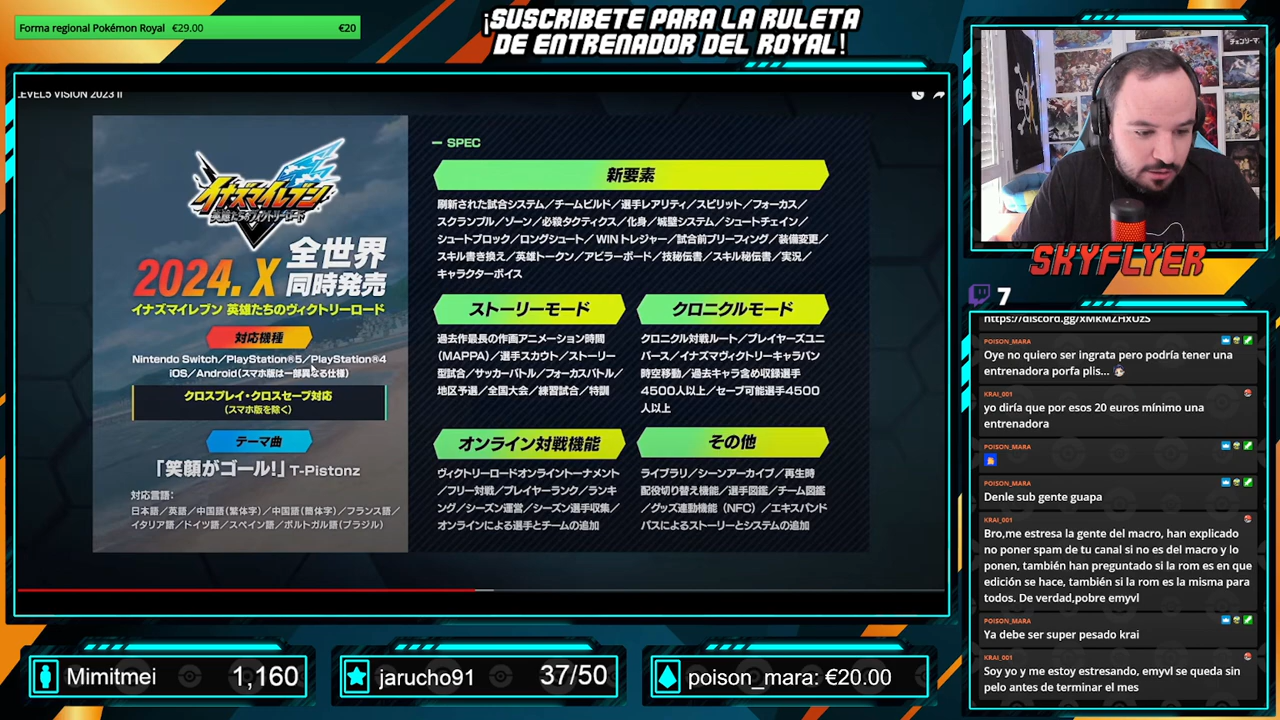 Forma regional Pokémon Royal €29.00 €20
¡SUSCRIBETE PARA LA RULETA
DE ENTRENADOR DEL ROYAL!
LEVEL5 VISION 2023 II
イナズマイレブン
英雄たちのヴィクトリーロード
2024.X 全世界
同時発売
イナズマイレブン 英雄たちのヴィクトリーロード
対応機種
Nintendo Switch/PlayStation®5/PlayStation®4
iOS/Android(スマホ版は一部異なる仕様)
クロスプレイ・クロスセーブ対応
(スマホ版を除く)
テーマ曲
「笑顔がゴール!」T-Pistonz
対応言語:
日本語/英語/中国語(繁体字)/中国語(簡体字)/フランス語/
イタリア語/ドイツ語/スペイン語/ポルトガル語(ブラジル)
SPEC
新要素
刷新された試合システム/チームビルド/選手レアリティ/スピリット/フォーカス/
スクランブル/ゾーン/必殺タクティクス/化身/城壁システム/シュートチェイン/
シュートブロック/ロングシュート/WINトレジャー/試合前ブリーフィング/装備変更/
スキル書き換え/英雄トークン/アビラーボード/技秘伝書/スキル秘伝書/実況/
キャラクターボイス
ストーリーモード
過去作最長の作画アニメーション時間
(MAPPA)/選手スカウト/ストーリー
型試合/サッカーバトル/フォーカスバトル/
地区予選/全国大会/練習試合/特訓
クロニクルモード
クロニクル対戦ルート/プレイヤーズユニ
バース/イナズマヴィクトリーキャラバン
時空移動/過去キャラ含め収録選手
4500人以上/セーブ可能選手4500
人以上
オンライン対戦機能
ヴィクトリーロードオンライントーナメント
/フリー対戦/プレイヤーランク/ランキ
ング/シーズン運営/シーズン選手収集/
オンラインによる選手とチームの追加
その他
ライブラリ/シーンアーカイブ/再生時
配役切り替え機能/選手図鑑/チーム図鑑
/グッズ連動機能(NFC)/エキスパンド
パスによるストーリーとシステムの追加
SKYFLYER
7
https://discord.gg/xMkMZHxUzS
POISON_MARA
Oye no quiero ser ingrata pero podría tener una
entrenadora porfa plis...
KRAI_001
yo diría que por esos 20 euros mínimo una
entrenadora
POISON_MARA
POISON_MARA
Denle sub gente guapa
KRAI_001
Bro,me estresa la gente del macro, han explicado
no poner spam de tu canal si no es del macro y lo
ponen, también han preguntado si la rom es en que
edición se hace, también si la rom es la misma para
todos. De verdad,pobre emyvl
POISON_MARA
Ya debe ser super pesado krai
KRAI_001
Soy yo y me estoy estresando, emyvl se queda sin
pelo antes de terminar el mes
Mimitmei 1,160
jarucho91 37/50
poison_mara: €20.00